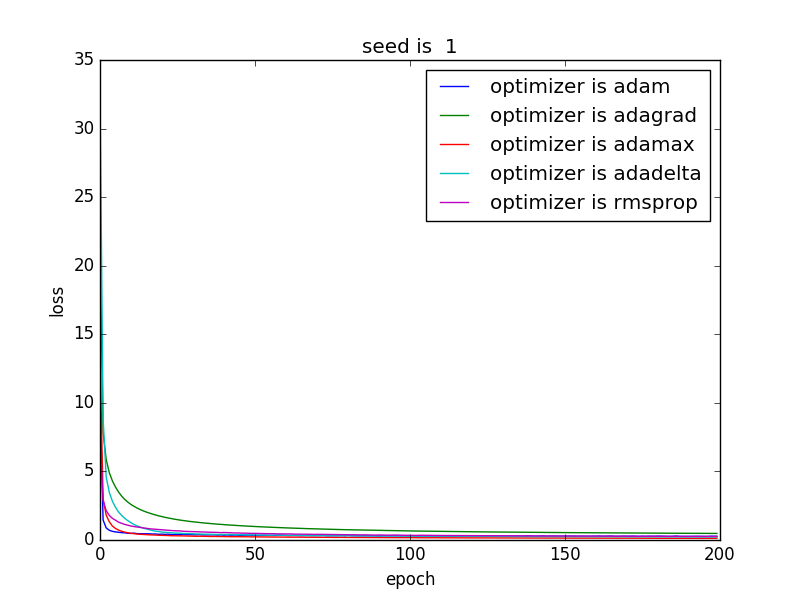 seed is 1
35
30
25
20
15
10
5
0
loss
optimizer is adam
optimizer is adagrad
optimizer is adamax
optimizer is adadelta
optimizer is rmsprop
0 50 100 150 200
epoch